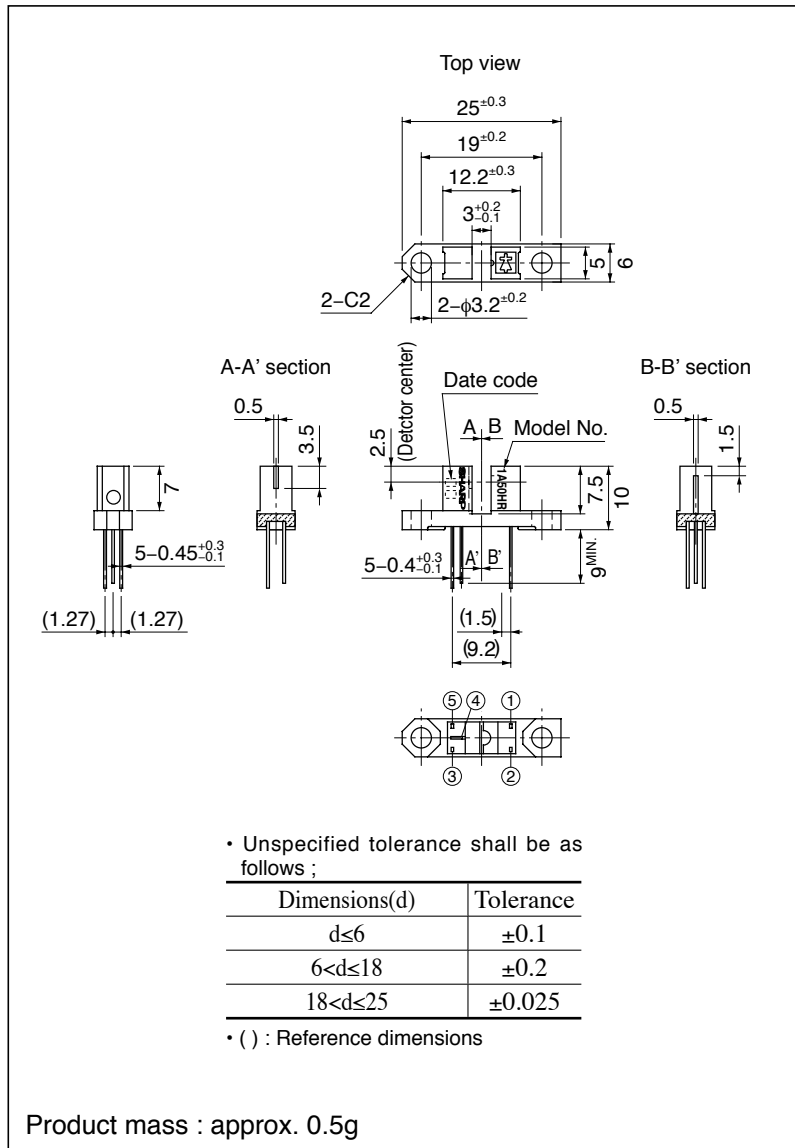 Top view
25±0.3
19±0.2
12.2±0.3
3+0.2-0.1
5
6
2-C2
2-ϕ3.2±0.2
A-A' section
B-B' section
Date code
0.5
3.5
2.5
(Detctor center)
A
B
Model No.
0.5
1.5
7
SHARP
1A50HR
7.5
10
5-0.45+0.3-0.1
5-0.4+0.3-0.1
A'
B'
9MIN.
(1.27)
(1.27)
(1.5)
(9.2)
⑤
④
①
③
②
• Unspecified tolerance shall be as
follows ;
Dimensions(d) Tolerance
d≤6 ±0.1
6<d≤18 ±0.2
18<d≤25 ±0.025
• ( ) : Reference dimensions
Product mass : approx. 0.5g